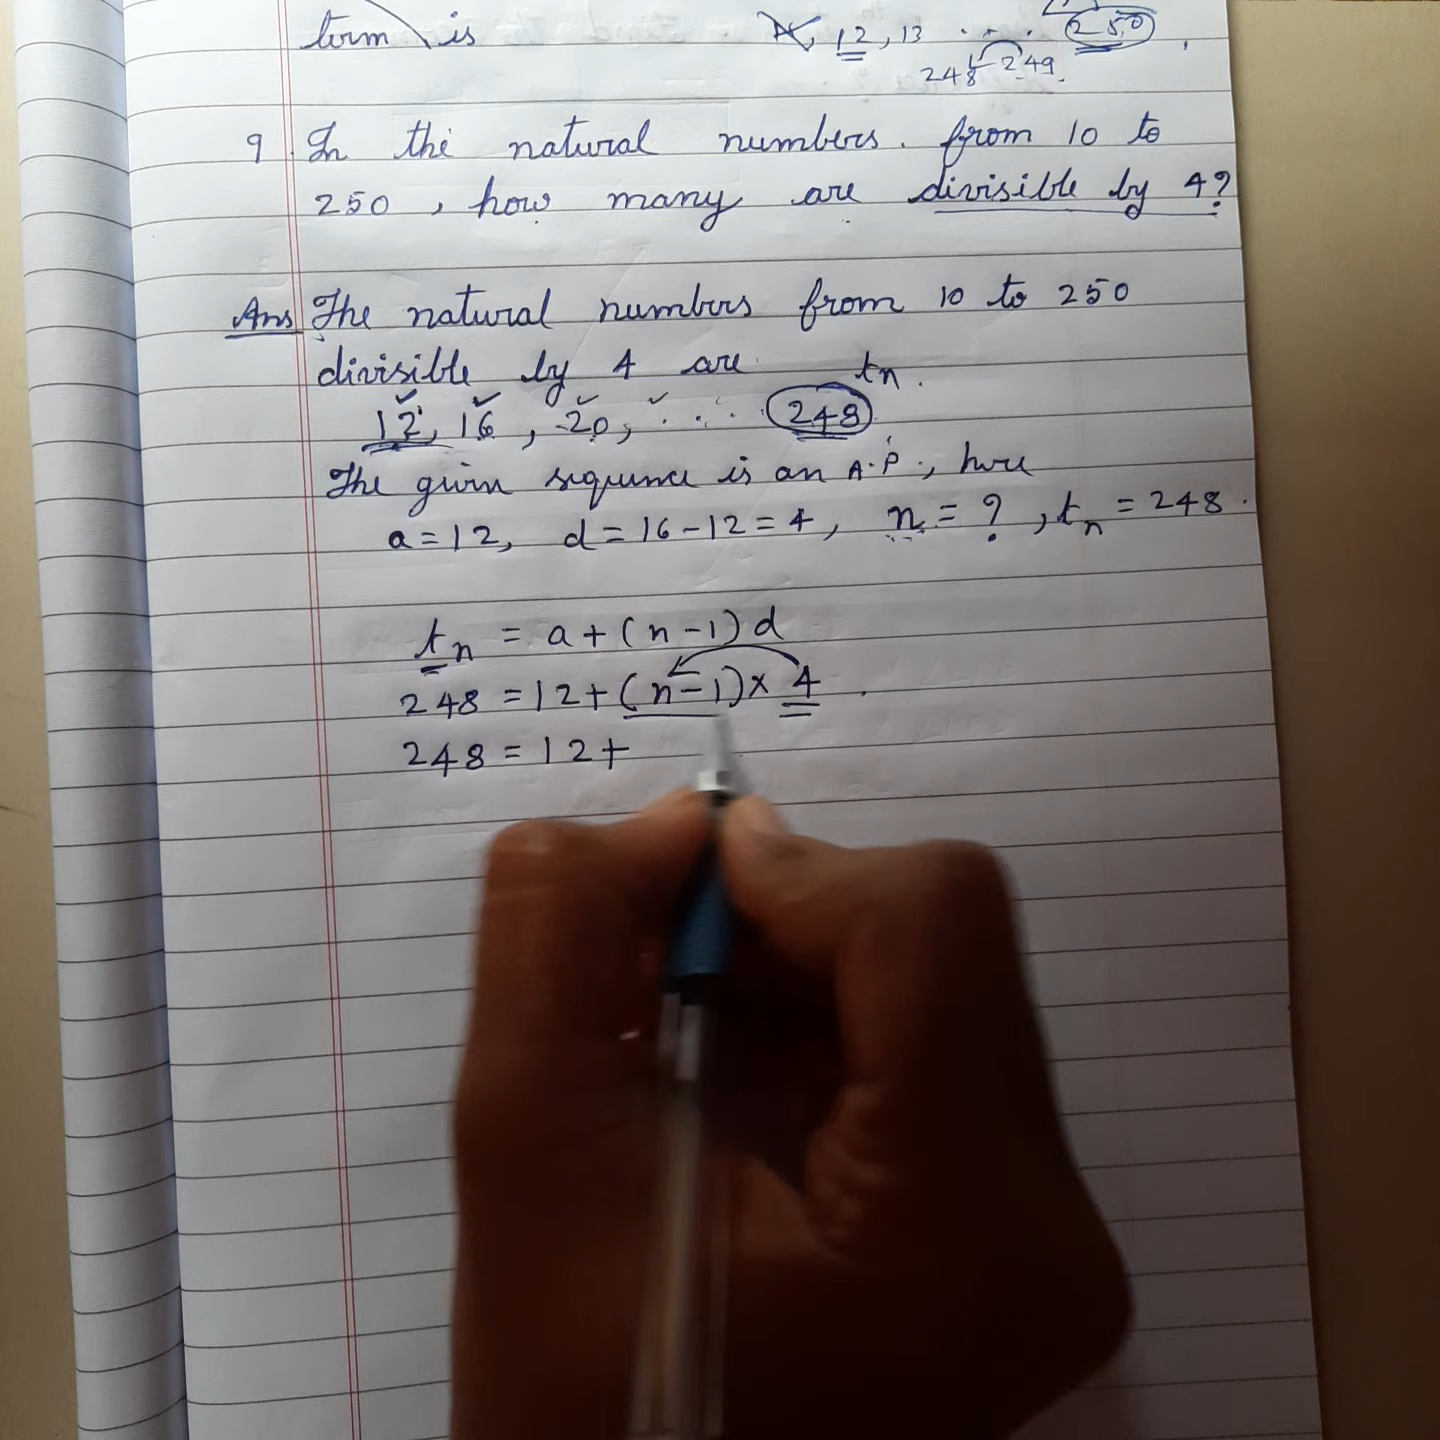 term is 12, 13 . . . 250,
248 249.
9 In the natural numbers. from 10 to
250, how many are divisible by 4?
Ans The natural numbers from 10 to 250
divisible by 4 are tn.
12, 16, 20, . . . 248
The given sequence is an A.P., here
a = 12, d = 16 - 12 = 4, n = ?, tn = 248.
tn = a + (n - 1) d
248 = 12 + (n - 1) × 4
248 = 12 +